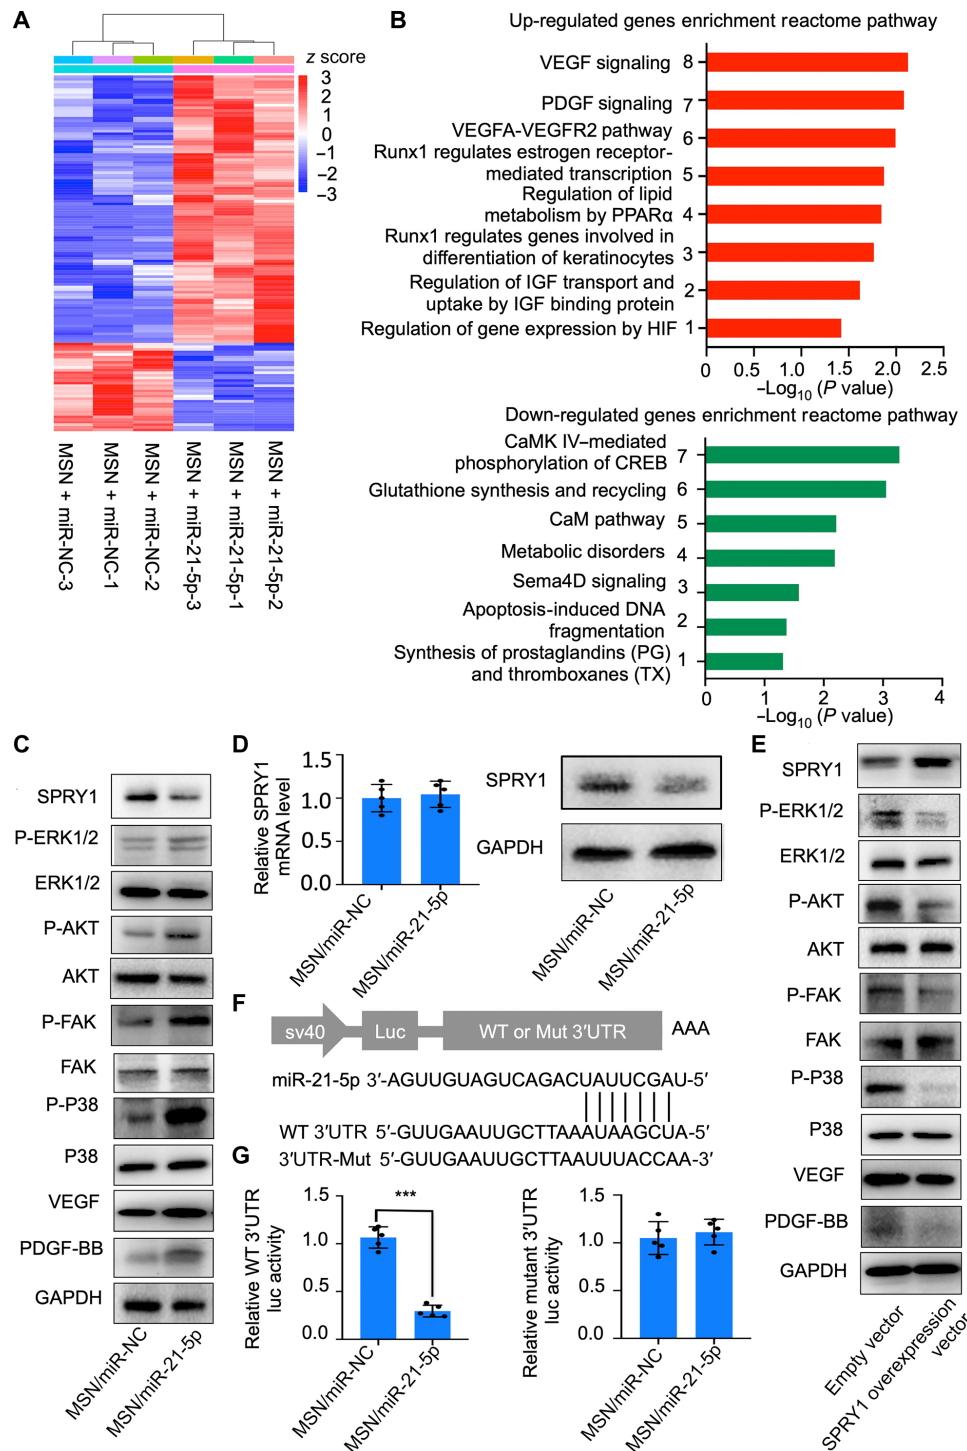 A
z score
3
2
1
0
−1
−2
−3
MSN + miR-NC-3
MSN + miR-NC-1
MSN + miR-NC-2
MSN + miR-21-5p-3
MSN + miR-21-5p-1
MSN + miR-21-5p-2
B
Up-regulated genes enrichment reactome pathway
VEGF signaling 8
PDGF signaling 7
VEGFA-VEGFR2 pathway 6
Runx1 regulates estrogen receptor-
mediated transcription 5
Regulation of lipid
metabolism by PPARα 4
Runx1 regulates genes involved in
differentiation of keratinocytes 3
Regulation of IGF transport and
uptake by IGF binding protein 2
Regulation of gene expression by HIF 1
0 0.5 1.0 1.5 2.0 2.5
−Log10 (P value)
Down-regulated genes enrichment reactome pathway
CaMK IV–mediated
phosphorylation of CREB 7
Glutathione synthesis and recycling 6
CaM pathway 5
Metabolic disorders 4
Sema4D signaling 3
Apoptosis-induced DNA
fragmentation 2
Synthesis of prostaglandins (PG)
and thromboxanes (TX) 1
0 1 2 3 4
−Log10 (P value)
C
SPRY1
P-ERK1/2
ERK1/2
P-AKT
AKT
P-FAK
FAK
P-P38
P38
VEGF
PDGF-BB
GAPDH
MSN/miR-NC
MSN/miR-21-5p
D
Relative SPRY1
mRNA level
1.5
1.0
0.5
0.0
MSN/miR-NC
MSN/miR-21-5p
SPRY1
GAPDH
MSN/miR-NC
MSN/miR-21-5p
E
SPRY1
P-ERK1/2
ERK1/2
P-AKT
AKT
P-FAK
FAK
P-P38
P38
VEGF
PDGF-BB
GAPDH
Empty vector
SPRY1 overexpression
vector
F
sv40 Luc WT or Mut 3′UTR AAA
miR-21-5p 3′-AGUUGUAGUCAGACUAUUCGAU-5′
WT 3′UTR 5′-GUUGAAUUGCUUAAAUAAGCUA-5′
3′UTR-Mut 5′-GUUGAAUUGCUUAAUUUACCAA-3′
G
Relative WT 3′UTR
luc activity
1.5
1.0
0.5
0.0
***
MSN/miR-NC
MSN/miR-21-5p
Relative mutant 3′UTR
luc activity
1.5
1.0
0.5
0.0
MSN/miR-NC
MSN/miR-21-5p